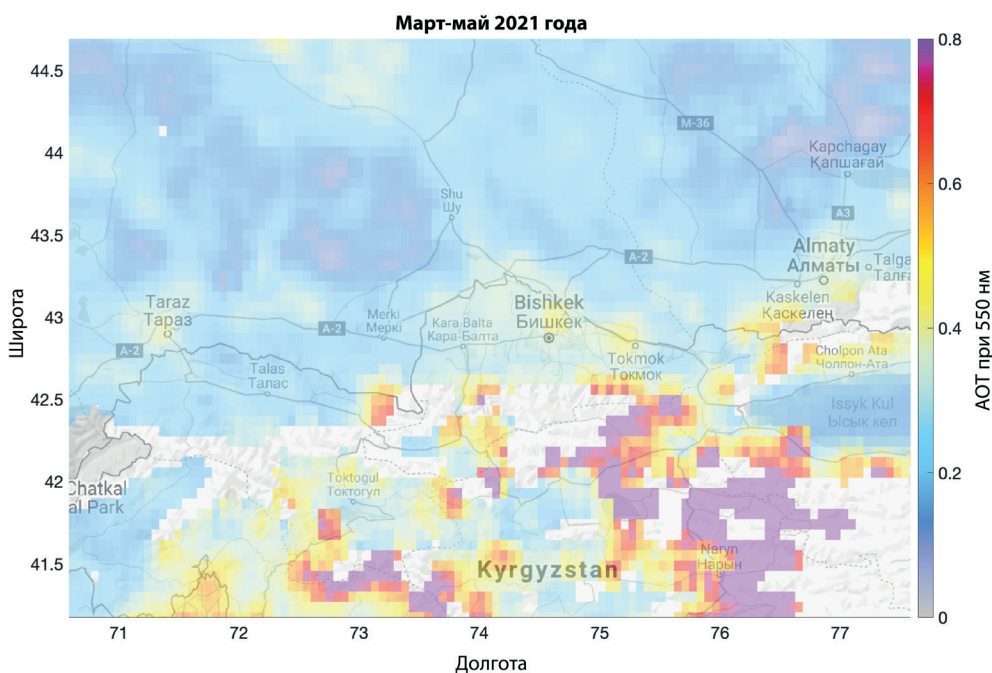 Март-май 2021 года
Широта
44.5
44
43.5
43
42.5
42
41.5
71
72
73
74
75
76
77
Долгота
0.8
0.6
0.4
0.2
0
АОТ при 550 нм
M-36
Kapchagay
Қапшағай
Shu
Шу
A3
A-2
Almaty
Алматы
Talga
Талға
Kaskelen
Қаскелең
Taraz
Тараз
A-2
Merki
Меркі
Kara Balta
Кара-Балта
Bishkek
Бишкек
A-2
Tokmok
Токмок
Cholpon Ata
Чолпон-Ата
Talas
Талас
Issyk Kul
Ысык көл
Chatkal
al Park
Toktogul
Токтогул
Naryn
Нарын
Kyrgyzstan